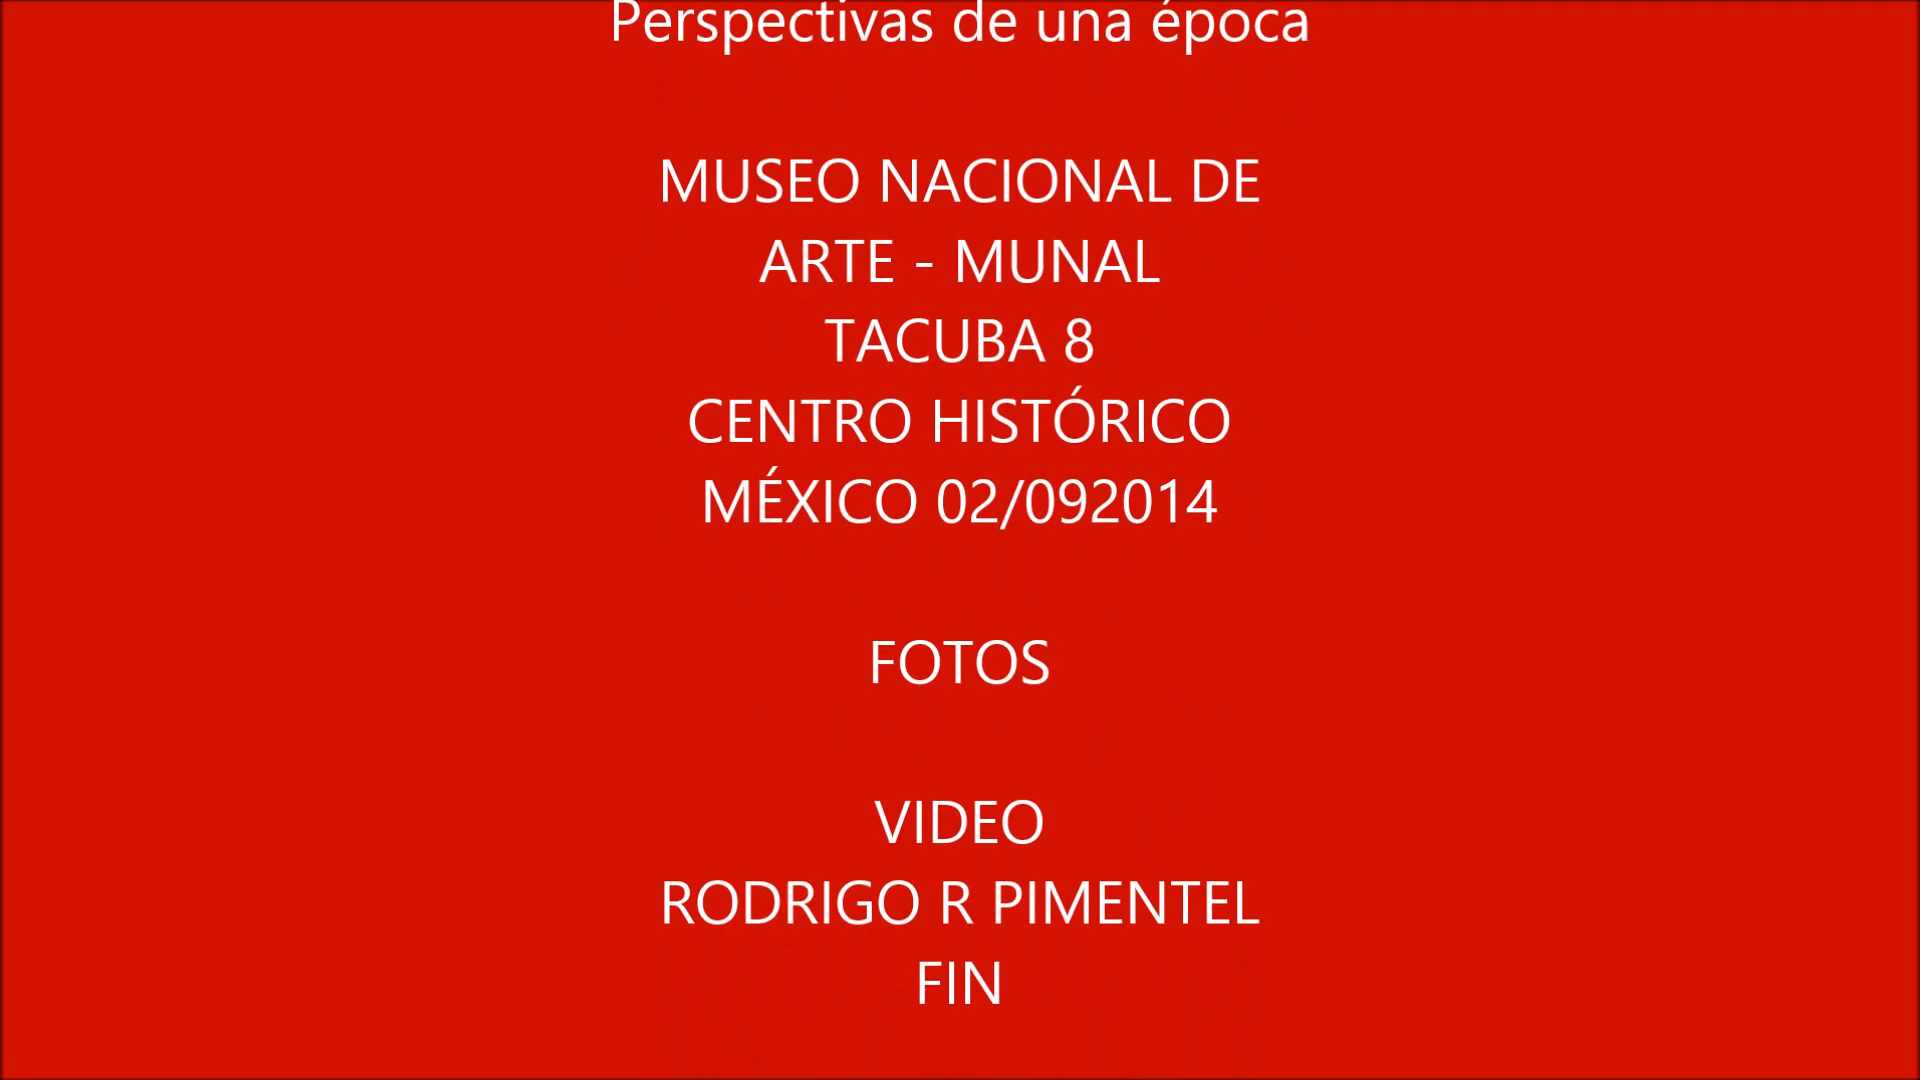 Perspectivas de una época
MUSEO NACIONAL DE
ARTE - MUNAL
TACUBA 8
CENTRO HISTÓRICO
MÉXICO 02/092014
FOTOS
VIDEO
RODRIGO R PIMENTEL
FIN